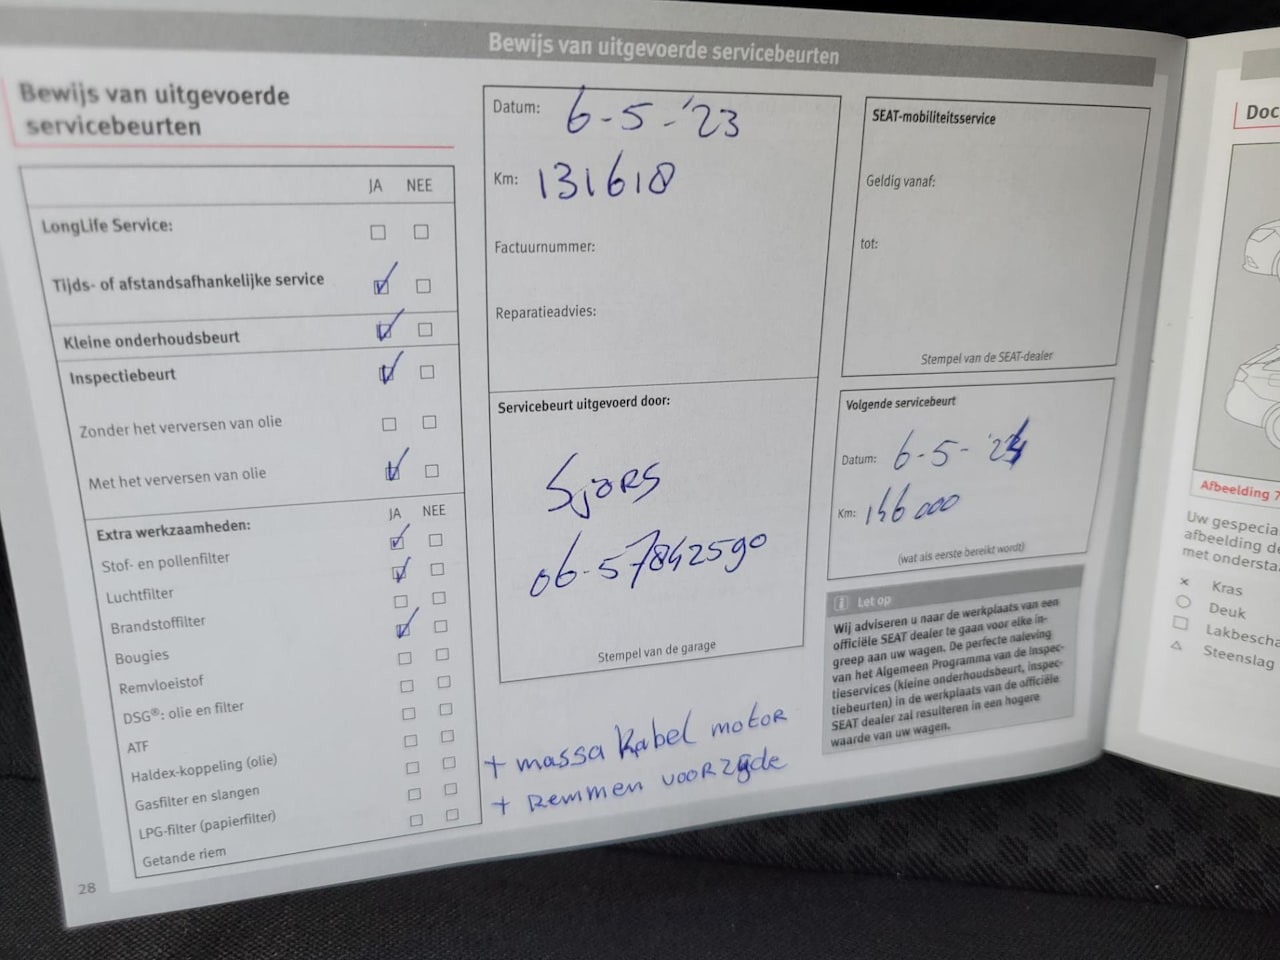 Bewijs van uitgevoerde servicebeurten
Bewijs van uitgevoerde
servicebeurten
JA NEE
LongLife Service:
Tijds- of afstandsafhankelijke service
Kleine onderhoudsbeurt
Inspectiebeurt
Zonder het verversen van olie
Met het verversen van olie
Extra werkzaamheden: JA NEE
Stof- en pollenfilter
Luchtfilter
Brandstoffilter
Bougies
Remvloeistof
DSG®: olie en filter
ATF
Haldex-koppeling (olie)
Gasfilter en slangen
LPG-filter (papierfilter)
Getande riem
28
Datum: 6-5-'23
Km: 131618
Factuurnummer:
Reparatieadvies:
Servicebeurt uitgevoerd door:
Sjors
06-57842590
Stempel van de garage
+ massa kabel motor
+ Remmen voorzijde
SEAT-mobiliteitsservice
Geldig vanaf:
tot:
Stempel van de SEAT-dealer
Volgende servicebeurt
Datum: 6-5-'24
Km: 146000
(wat als eerste bereikt wordt)
i Let op
Wij adviseren u naar de werkplaats van een
officiële SEAT dealer te gaan voor elke in-
greep aan uw wagen. De perfecte naleving
van het Algemeen Programma van de Inspec-
tieservices (kleine onderhoudsbeurt, inspec-
tiebeurten) in de werkplaats van de officiële
SEAT dealer zal resulteren in een hogere
waarde van uw wagen.
Doc
Afbeelding 7
Uw gespecia
afbeelding d
met onderst
Kras
Deuk
Lakbescha
Steenslag